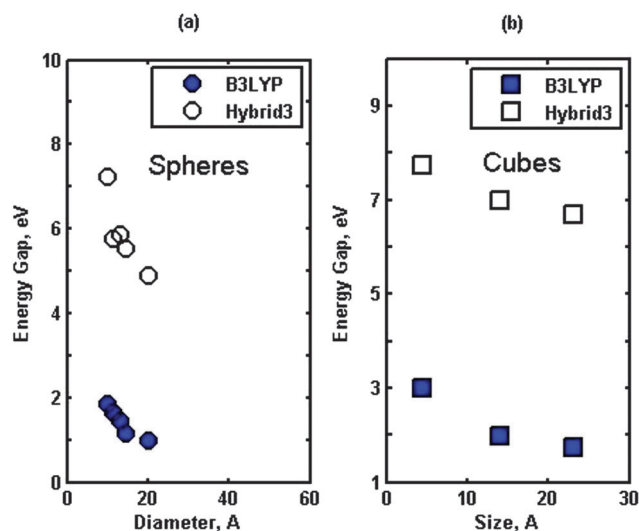 (a)
10
8
6
4
2
0
0 20 40 60
Energy Gap, eV
Diameter, A
B3LYP
Hybrid3
Spheres
(b)
9
7
5
3
1
0 10 20 30
Energy Gap, eV
Size, A
B3LYP
Hybrid3
Cubes